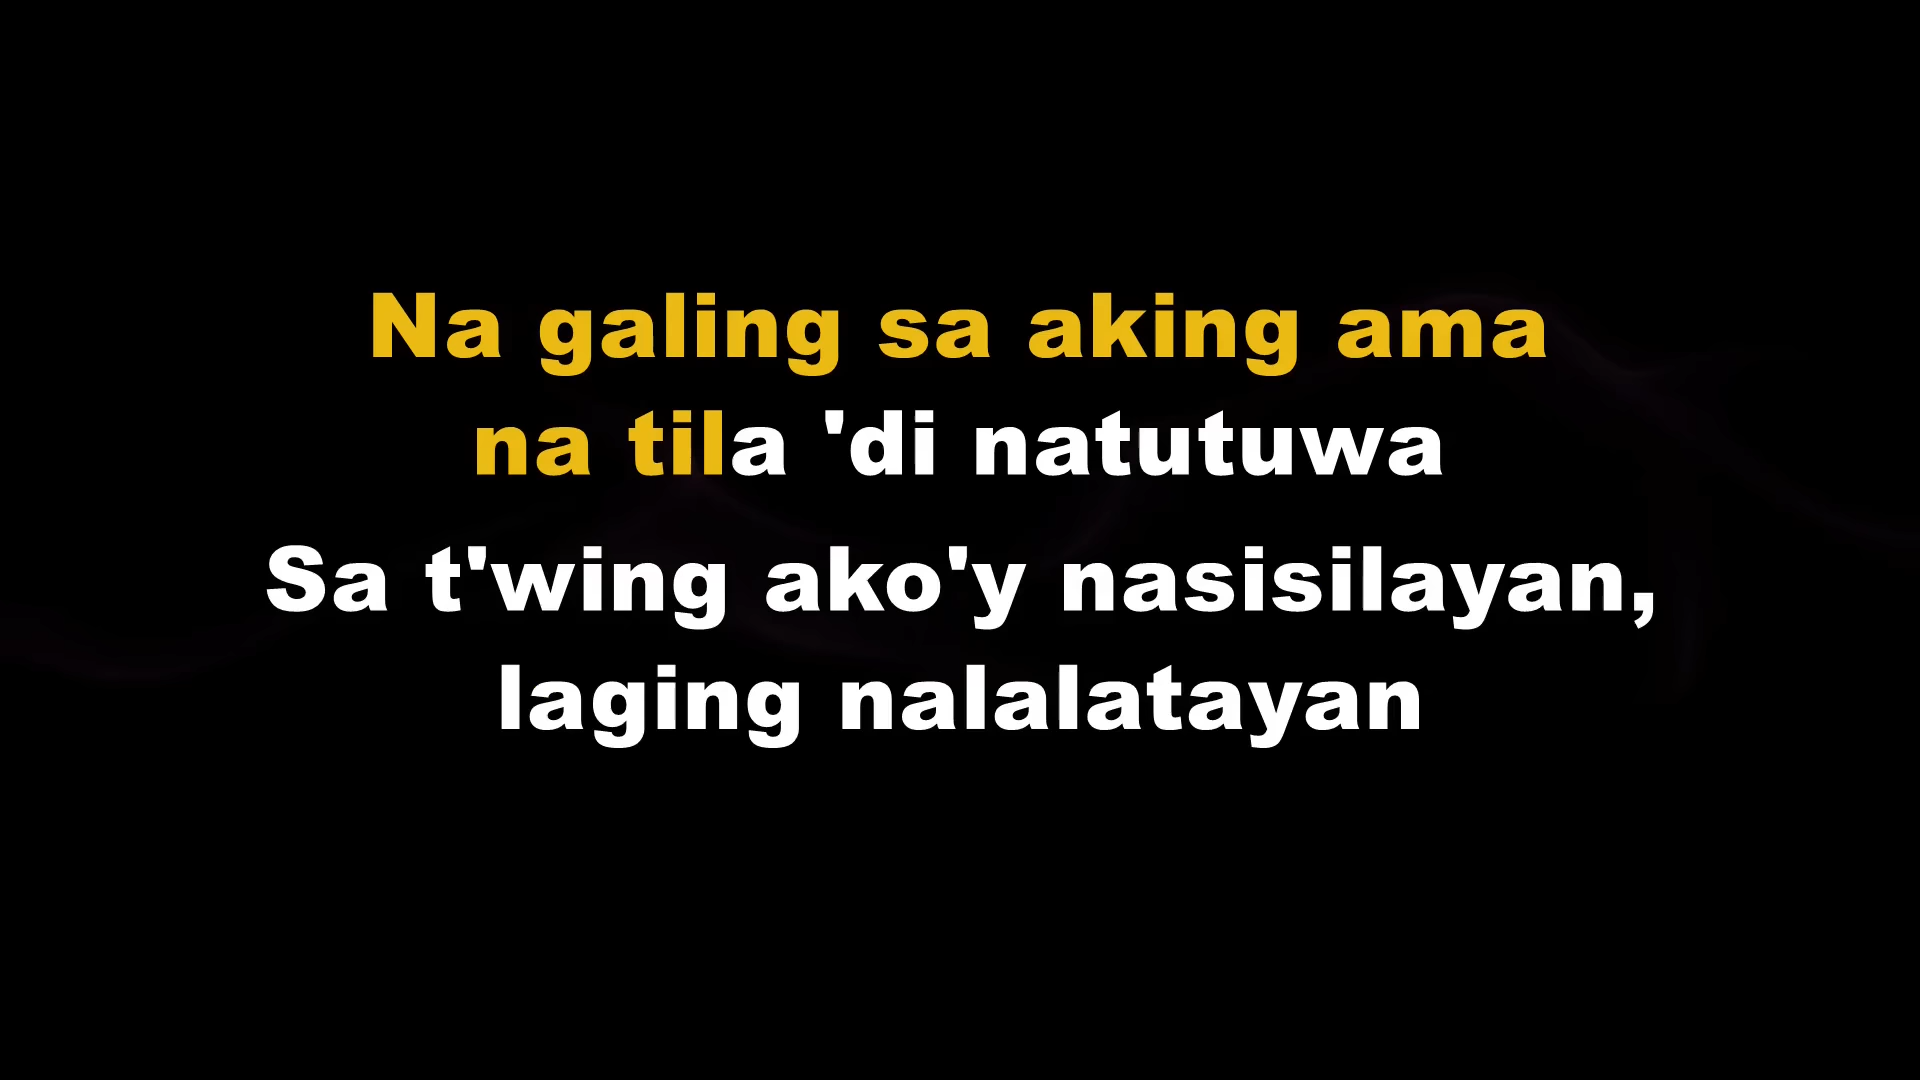 Na galing sa aking ama
na tila 'di natutuwa
Sa t'wing ako'y nasisilayan,
laging nalalatayan